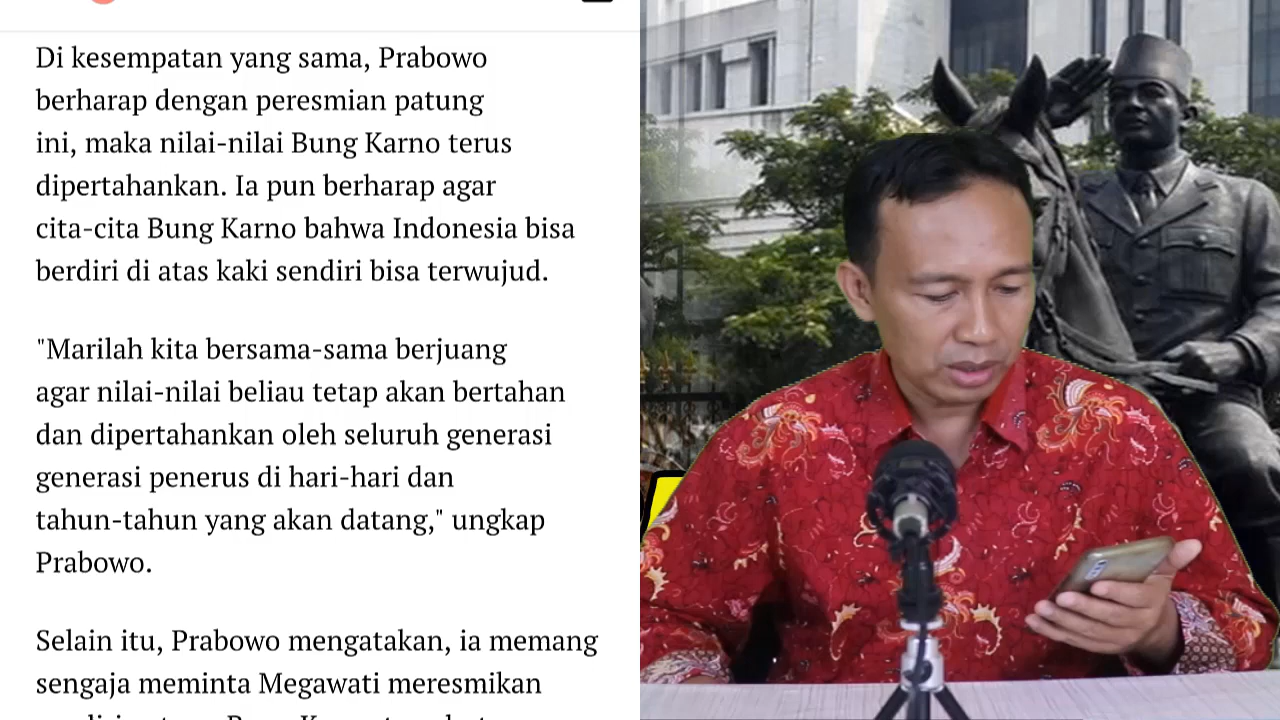 Di kesempatan yang sama, Prabowo
berharap dengan peresmian patung
ini, maka nilai-nilai Bung Karno terus
dipertahankan. Ia pun berharap agar
cita-cita Bung Karno bahwa Indonesia bisa
berdiri di atas kaki sendiri bisa terwujud.
"Marilah kita bersama-sama berjuang
agar nilai-nilai beliau tetap akan bertahan
dan dipertahankan oleh seluruh generasi
generasi penerus di hari-hari dan
tahun-tahun yang akan datang," ungkap
Prabowo.
Selain itu, Prabowo mengatakan, ia memang
sengaja meminta Megawati meresmikan